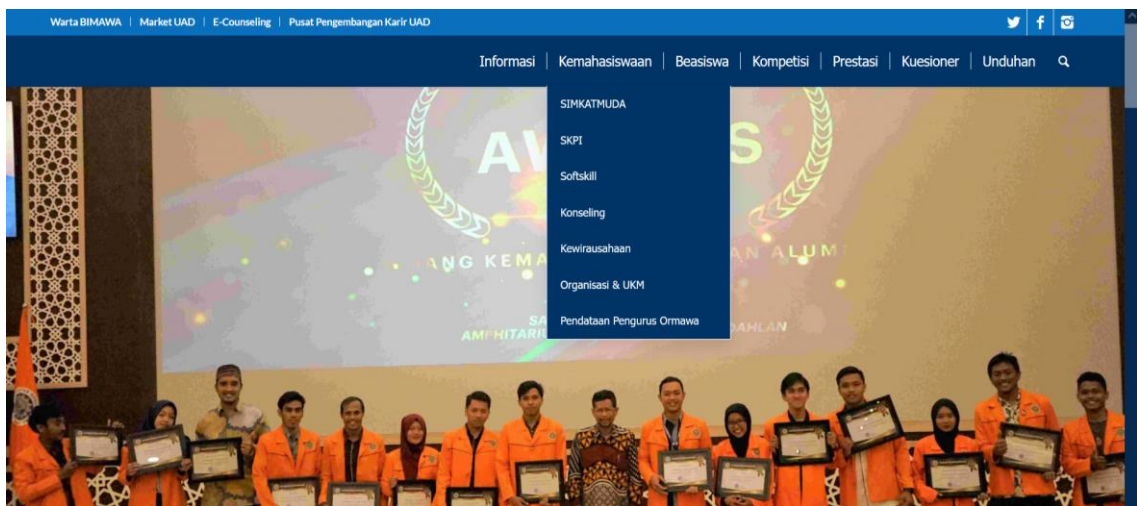 Warta BIMAWA | Market UAD | E-Counseling | Pusat Pengembangan Karir UAD
Informasi | Kemahasiswaan | Beasiswa | Kompetisi | Prestasi | Kuesioner | Unduhan
SIMKATMUDA
SKPI
Softskill
Konseling
Kewirausahaan
Organisasi & UKM
Pendataan Pengurus Ormawa
AW S
ANG KEMA AN ALUM
SA
AMPHITARIU DAHLAN